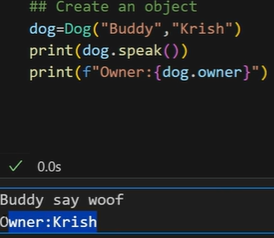 ## Create an object
dog=Dog("Buddy","Krish")
print(dog.speak())
print(f"Owner:{dog.owner}")
0.0s
Buddy say woof
Owner:Krish